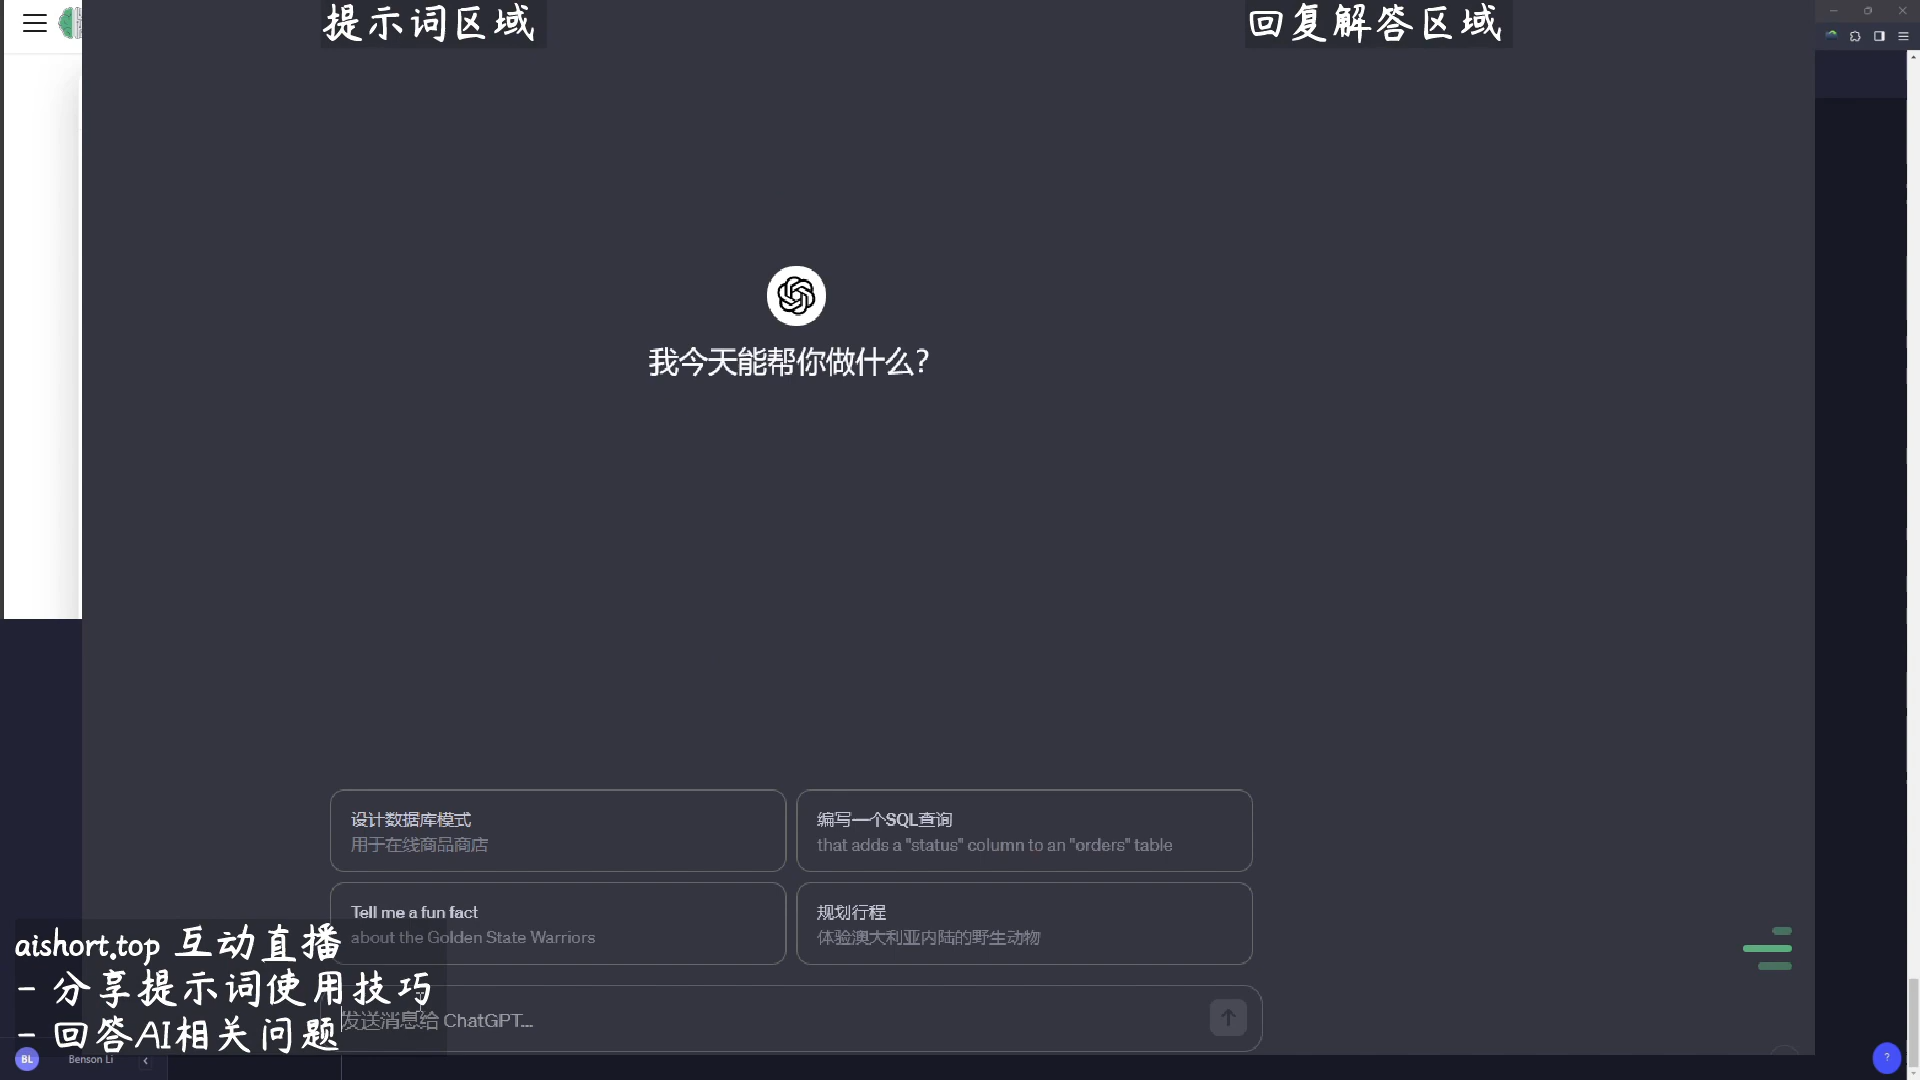 提示词区域
回复解答区域
我今天能帮你做什么?
设计数据库模式
用于在线商品商店
编写一个SQL查询
that adds a "status" column to an "orders" table
Tell me a fun fact
about the Golden State Warriors
规划行程
体验澳大利亚内陆的野生动物
aishort.top 互动直播
- 分享提示词使用技巧
- 回答AI相关问题
发送消息给 ChatGPT...
BL
Benson Li
?